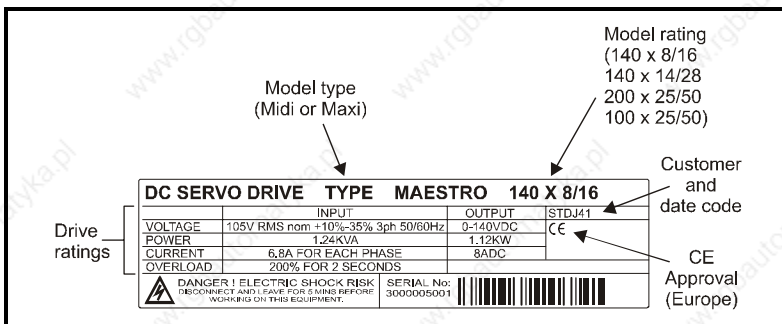 Model rating
(140 x 8/16
140 x 14/28
200 x 25/50
100 x 25/50)
Model type
(Midi or Maxi)
Customer
and
date code
DC SERVO DRIVE TYPE MAESTRO 140 X 8/16
INPUT OUTPUT STDJ41
VOLTAGE 105V RMS nom +10%-35% 3ph 50/60Hz 0-140VDC CE
POWER 1.24KVA 1.12KW
CURRENT 6.8A FOR EACH PHASE 8ADC
OVERLOAD 200% FOR 2 SECONDS
Drive
ratings
CE
Approval
(Europe)
DANGER ! ELECTRIC SHOCK RISK
DISCONNECT AND LEAVE FOR 5 MINS BEFORE
WORKING ON THIS EQUIPMENT.
SERIAL No:
3000005001
www.rgbautomatyka.pl